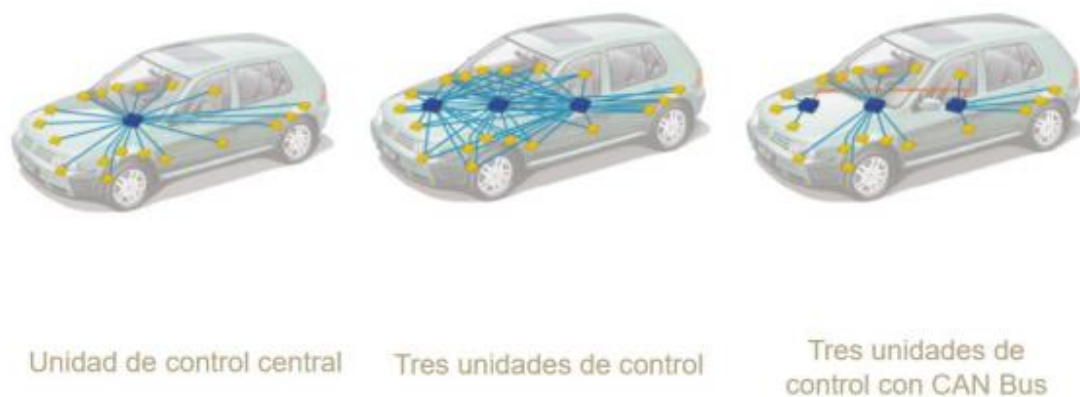 Unidad de control central
Tres unidades de control
Tres unidades de
control con CAN Bus